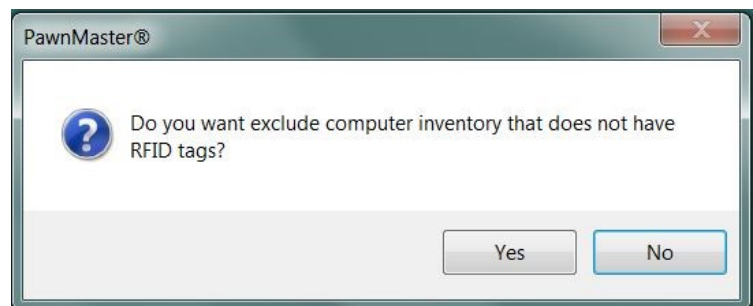 PawnMaster®
Do you want exclude computer inventory that does not have
RFID tags?
Yes
No